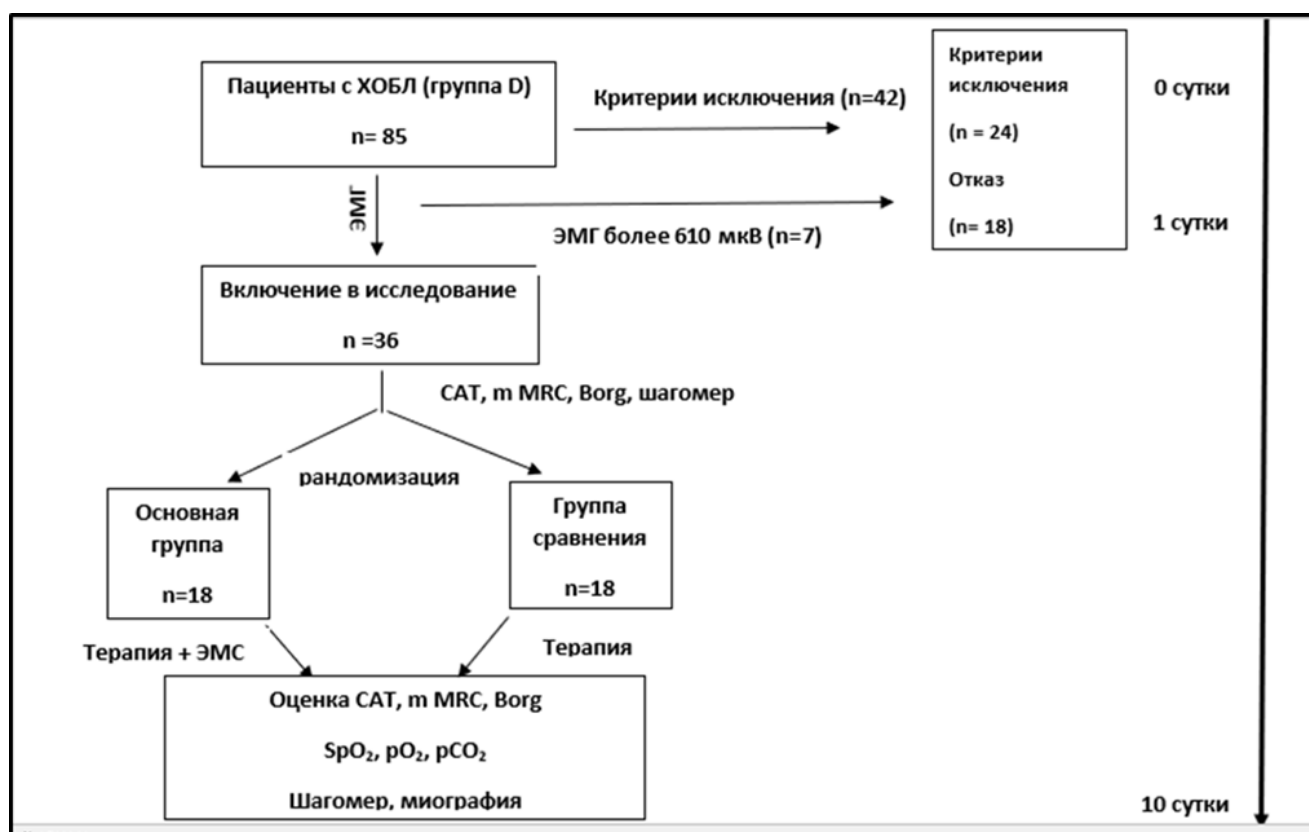 Пациенты с ХОБЛ (группа D)
n= 85
Критерии исключения (n=42)
Критерии
исключения
(n = 24)
Отказ
(n= 18)
0 сутки
ЭМГ
ЭМГ более 610 мкВ (n=7)
1 сутки
Включение в исследование
n =36
CAT, m MRC, Borg, шагомер
рандомизация
Основная
группа
n=18
Группа
сравнения
n=18
Терапия + ЭМС
Терапия
Оценка CAT, m MRC, Borg
SpO₂, pO₂, pCO₂
Шагомер, миография
10 сутки